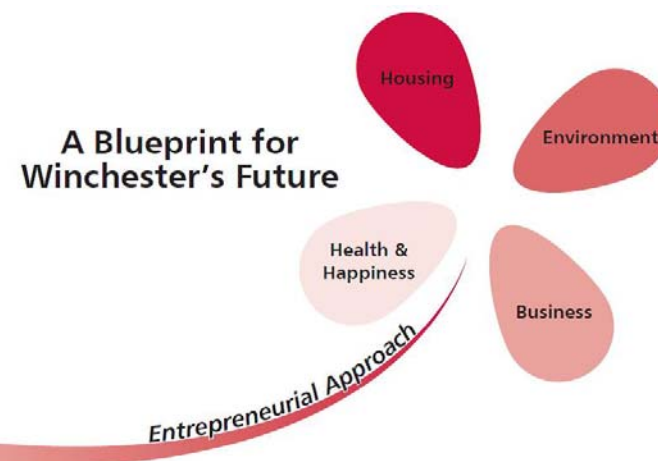 A Blueprint for
Winchester's Future
Housing
Environment
Health &
Happiness
Business
Entrepreneurial Approach